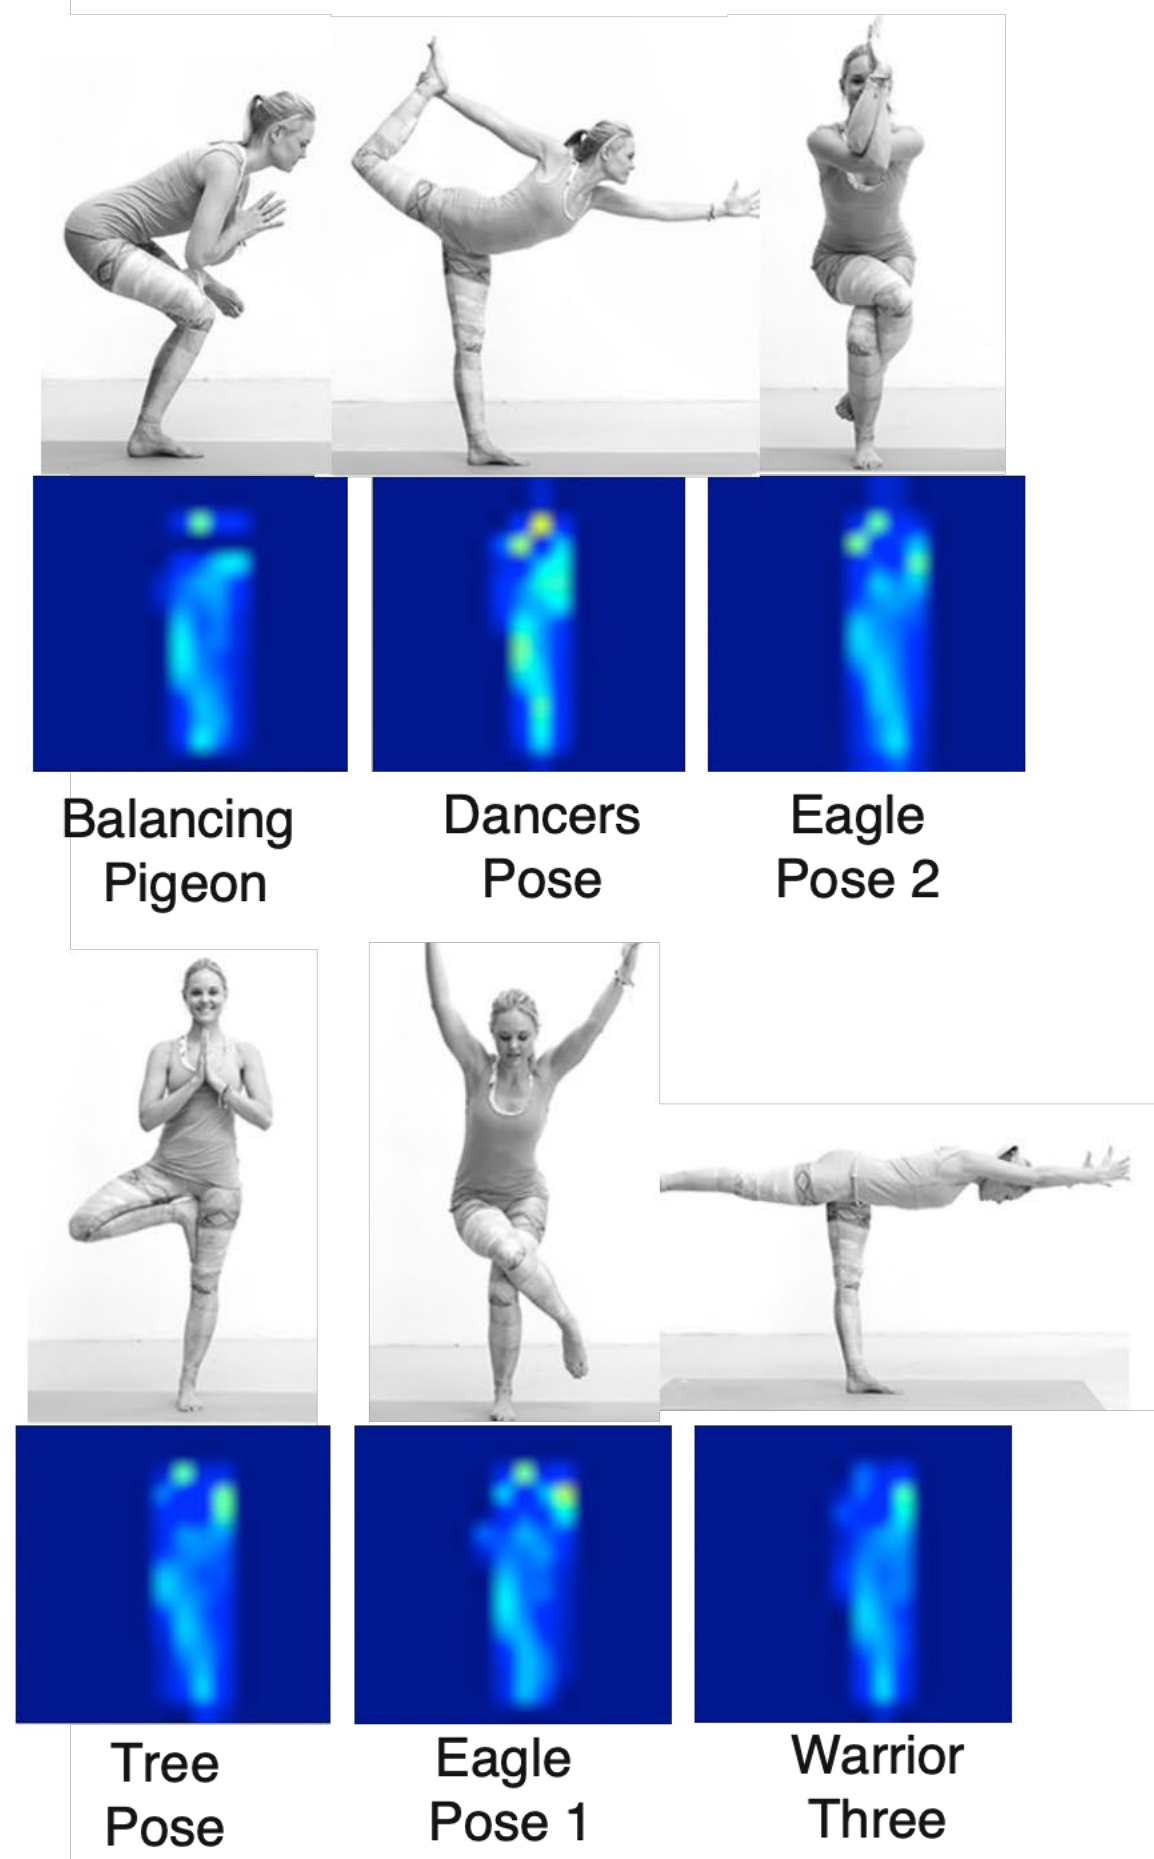 Balancing
Pigeon
Dancers
Pose
Eagle
Pose 2
Tree
Pose
Eagle
Pose 1
Warrior
Three